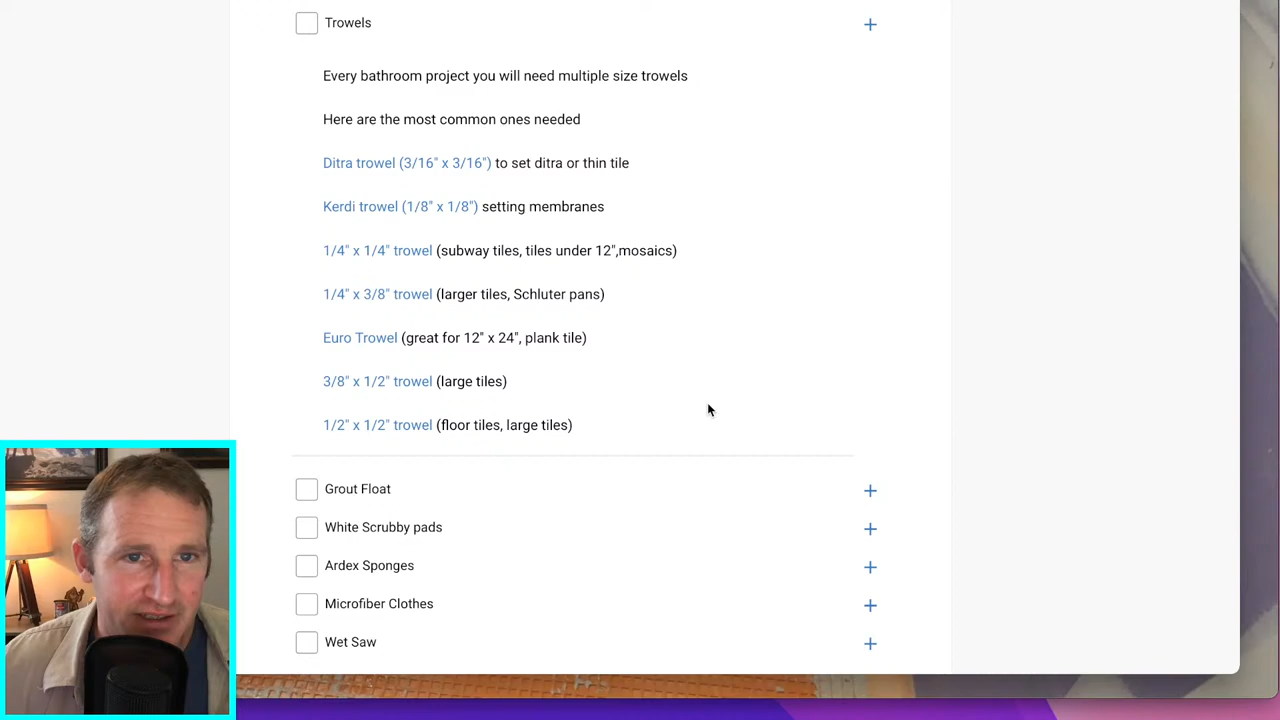 Trowels
Every bathroom project you will need multiple size trowels
Here are the most common ones needed
Ditra trowel (3/16" x 3/16") to set ditra or thin tile
Kerdi trowel (1/8" x 1/8") setting membranes
1/4" x 1/4" trowel (subway tiles, tiles under 12",mosaics)
1/4" x 3/8" trowel (larger tiles, Schluter pans)
Euro Trowel (great for 12" x 24", plank tile)
3/8" x 1/2" trowel (large tiles)
1/2" x 1/2" trowel (floor tiles, large tiles)
Grout Float
White Scrubby pads
Ardex Sponges
Microfiber Clothes
Wet Saw